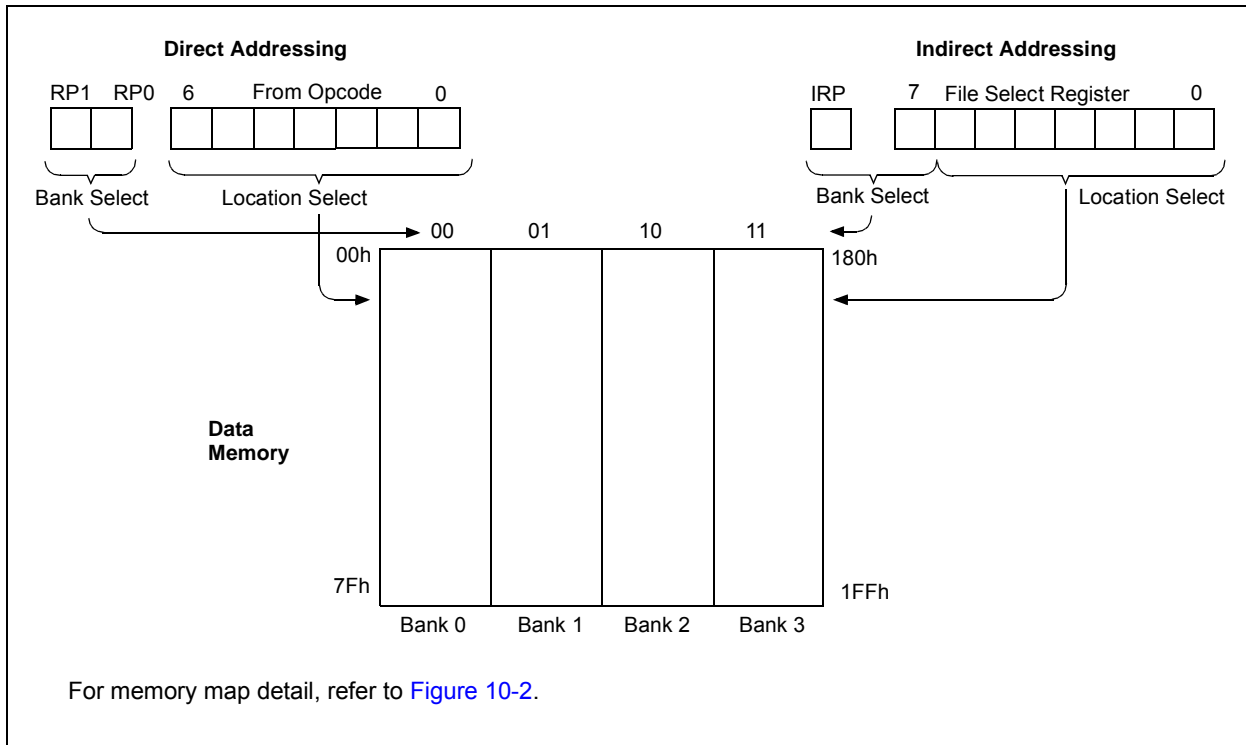 Direct Addressing
Indirect Addressing
RP1 RP0 6 From Opcode 0
IRP 7 File Select Register 0
Bank Select Location Select
Bank Select Location Select
00 01 10 11
00h
180h
Data
Memory
7Fh
1FFh
Bank 0 Bank 1 Bank 2 Bank 3
For memory map detail, refer to Figure 10-2.